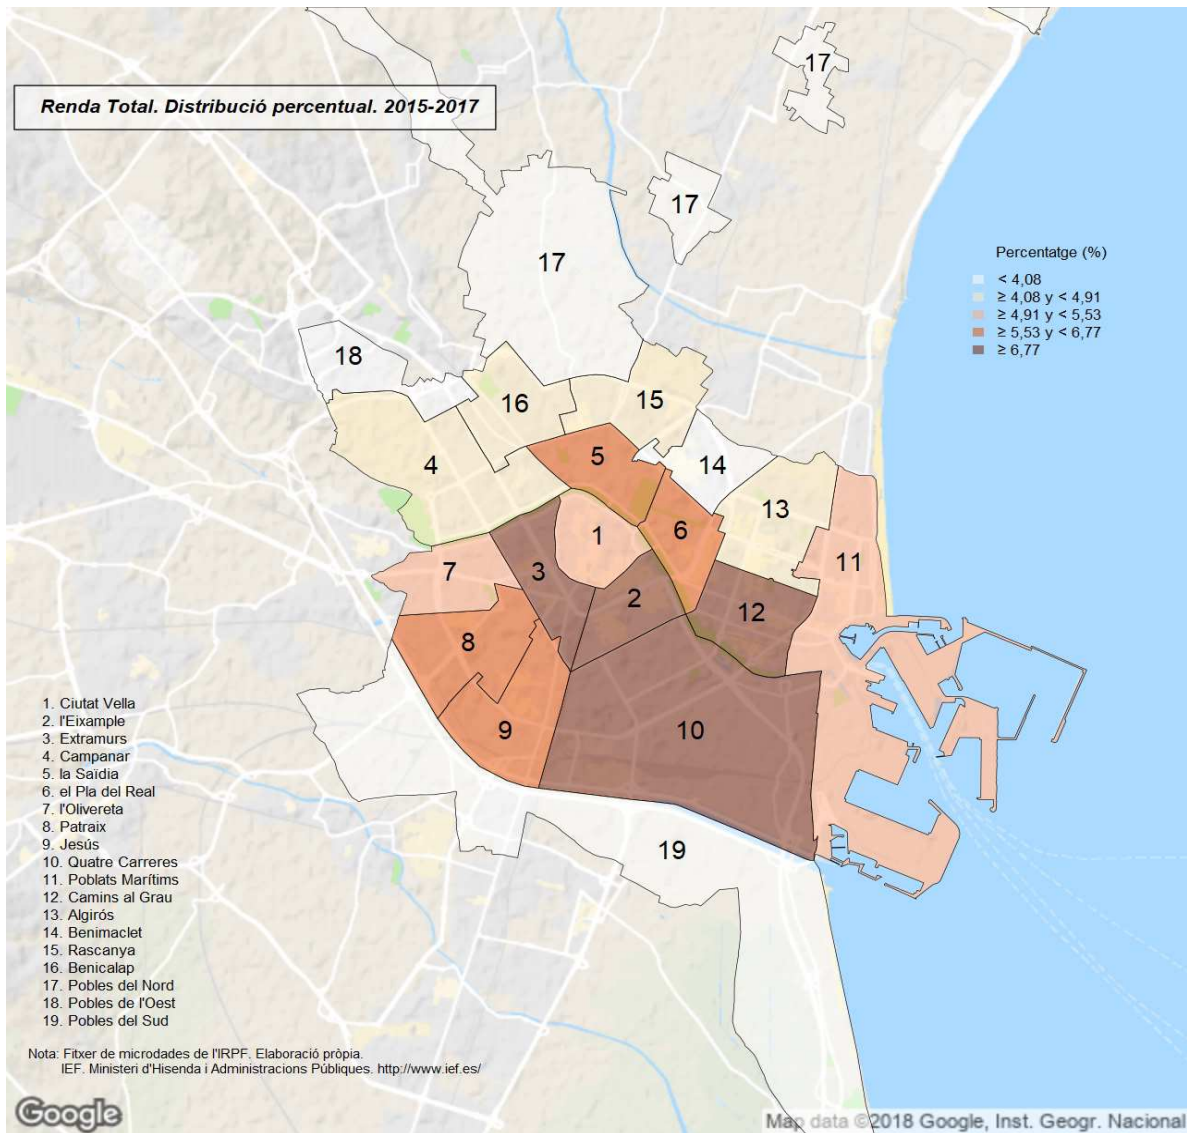 17
Renda Total. Distribució percentual. 2015-2017
17
17
Percentatge (%)
< 4,08
≥ 4,08 y < 4,91
≥ 4,91 y < 5,53
≥ 5,53 y < 6,77
≥ 6,77
18
16
15
4
5
14
13
6
1
11
7
3
2
12
8
9
10
19
1. Ciutat Vella
2. l'Eixample
3. Extramurs
4. Campanar
5. la Saïdia
6. el Pla del Real
7. l'Olivereta
8. Patraix
9. Jesús
10. Quatre Carreres
11. Poblats Marítims
12. Camins al Grau
13. Algirós
14. Benimaclet
15. Rascanya
16. Benicalap
17. Pobles del Nord
18. Pobles de l'Oest
19. Pobles del Sud
Nota: Fitxer de microdades de l'IRPF. Elaboració pròpia.
IEF. Ministeri d'Hisenda i Administracions Públiques. http://www.ief.es/
Google
Map data ©2018 Google, Inst. Geogr. Nacional